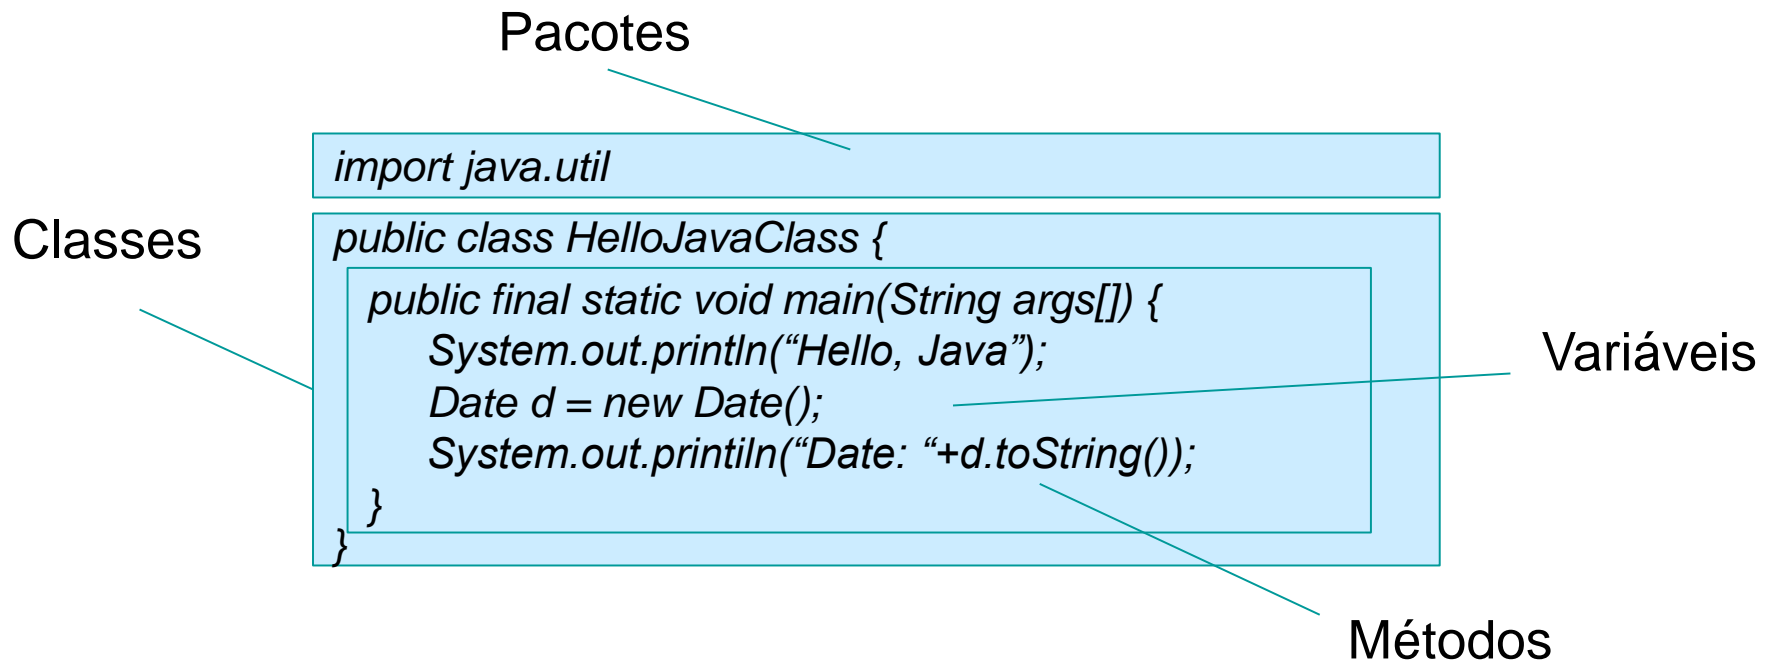 Pacotes
import java.util
Classes
public class HelloJavaClass {
public final static void main(String args[]) {
System.out.println(“Hello, Java”);
Date d = new Date();
Variáveis
System.out.printiln(“Date: “+d.toString());
}
}
Métodos